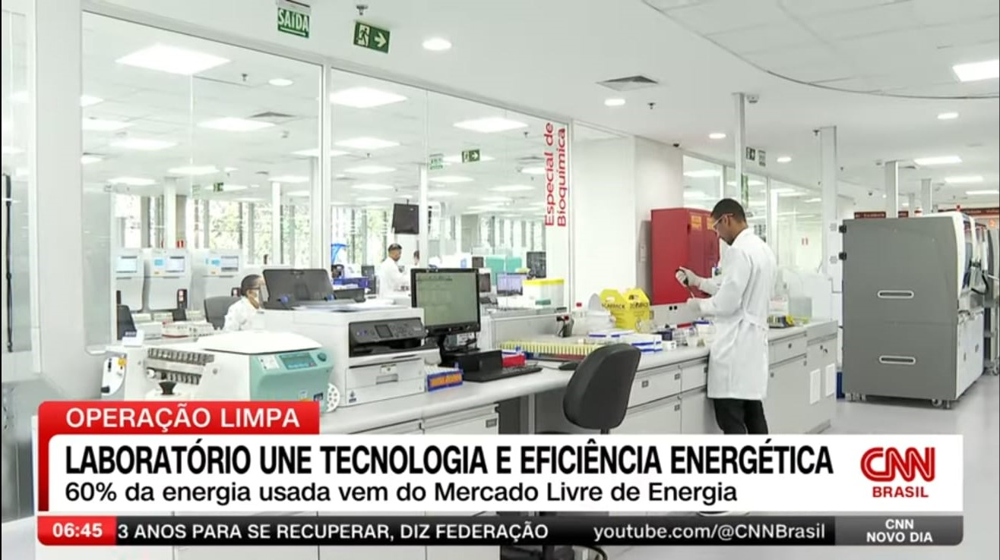 SAÍDA
Especial de
Bioquímica
OPERAÇÃO LIMPA
LABORATÓRIO UNE TECNOLOGIA E EFICIÊNCIA ENERGÉTICA
60% da energia usada vem do Mercado Livre de Energia
CNN
BRASIL
06:45
3 ANOS PARA SE RECUPERAR, DIZ FEDERAÇÃO
youtube.com/@CNNBrasil
CNN
NOVO DIA